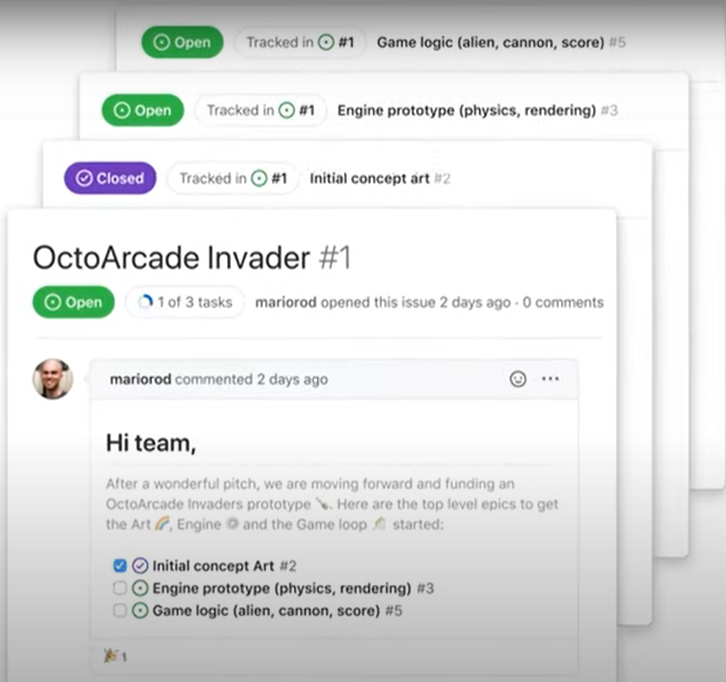 Open Tracked in #1 Game logic (alien, cannon, score) #5
Open Tracked in #1 Engine prototype (physics, rendering) #3
Closed Tracked in #1 Initial concept art #2
OctoArcade Invader #1
Open 1 of 3 tasks mariorod opened this issue 2 days ago · 0 comments
mariorod commented 2 days ago
Hi team,
After a wonderful pitch, we are moving forward and funding an
OctoArcade Invaders prototype. Here are the top level epics to get
the Art, Engine and the Game loop started:
Initial concept Art #2
Engine prototype (physics, rendering) #3
Game logic (alien, cannon, score) #5
1